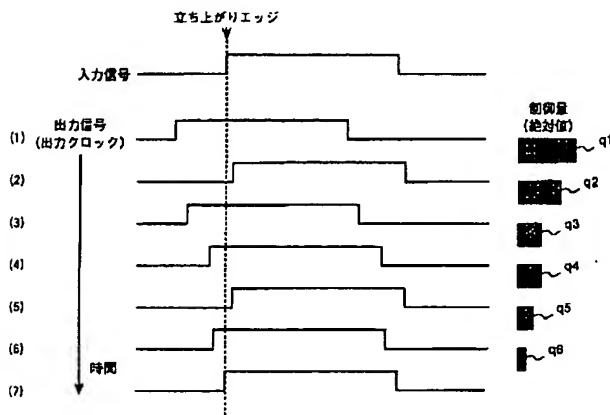 立ち上がりエッジ
入力信号
出力信号
(出力クロック)
制御量
(絶対値)
(1)
q1
(2)
q2
(3)
q3
(4)
q4
(5)
q5
(6)
q6
時間
(7)